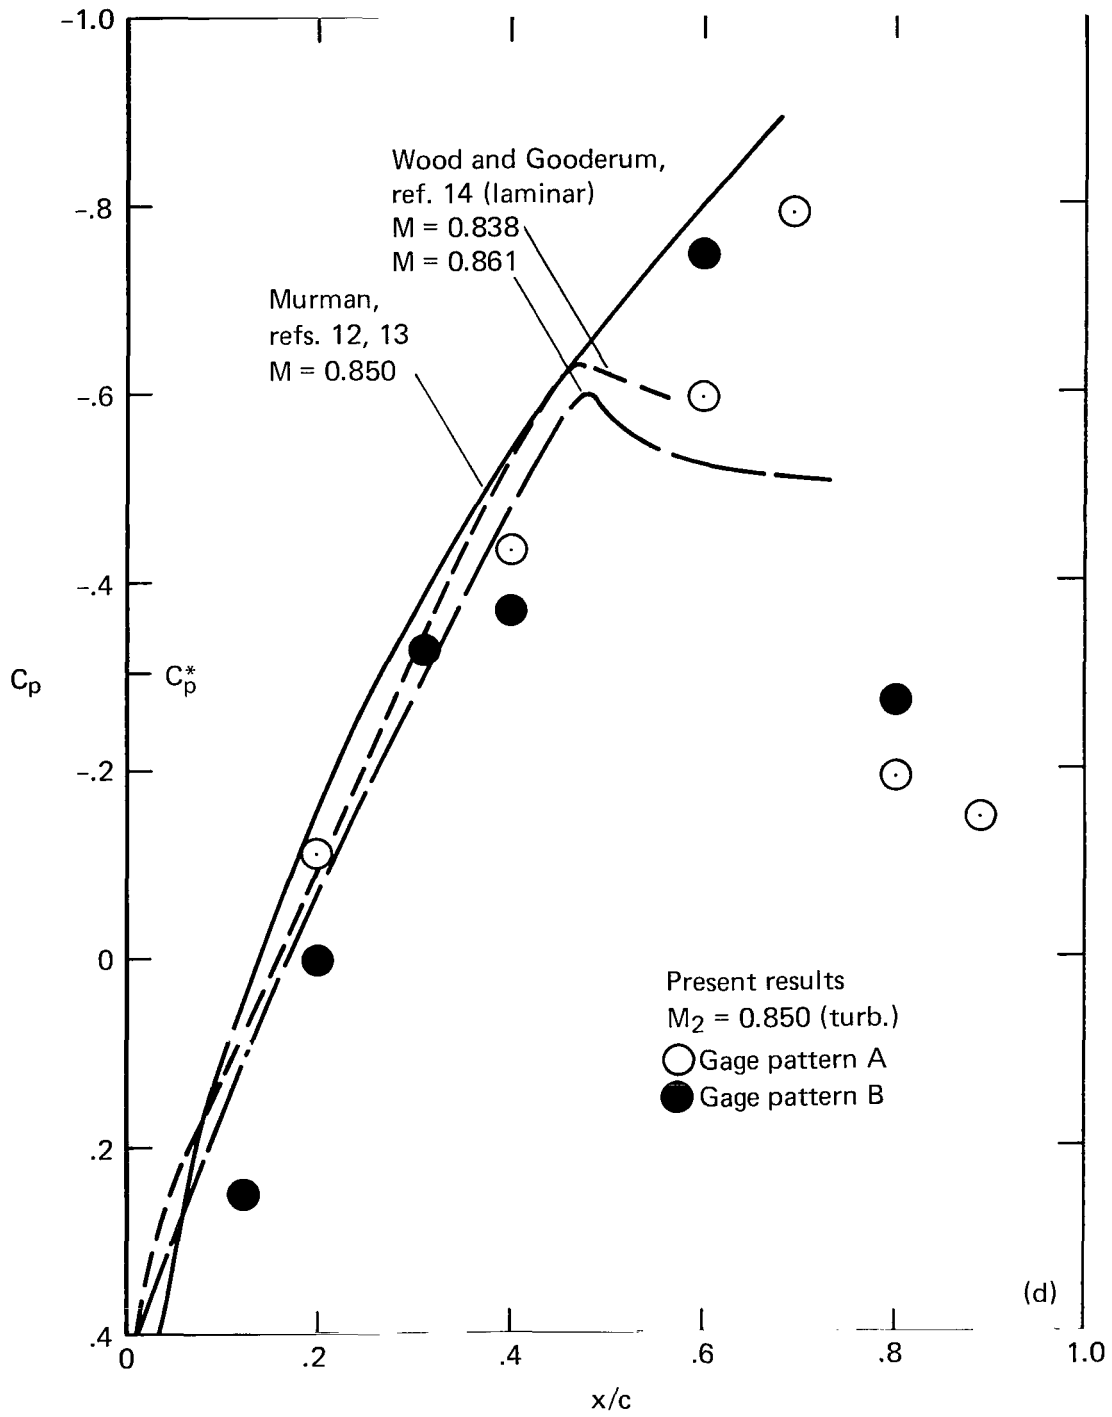 -1.0
Wood and Gooderum,
ref. 14 (laminar)
M = 0.838
M = 0.861
-.8
Murman,
refs. 12, 13
M = 0.850
-.6
-.4
Cp
C*p
-.2
0
Present results
M2 = 0.850 (turb.)
Gage pattern A
Gage pattern B
.2
(d)
.4
0 .2 .4 .6 .8 1.0
x/c